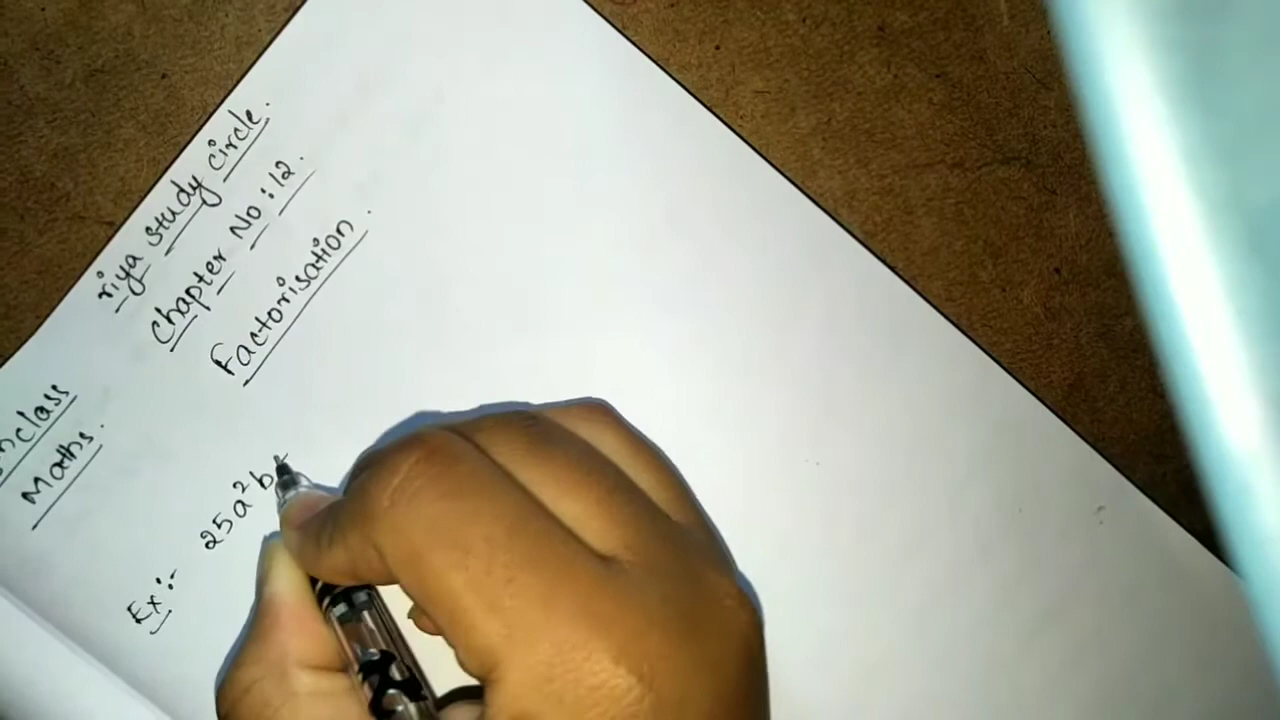 riya study circle.
Chapter No : 12.
Factorisation.
class
Maths.
Ex :- 25a²b